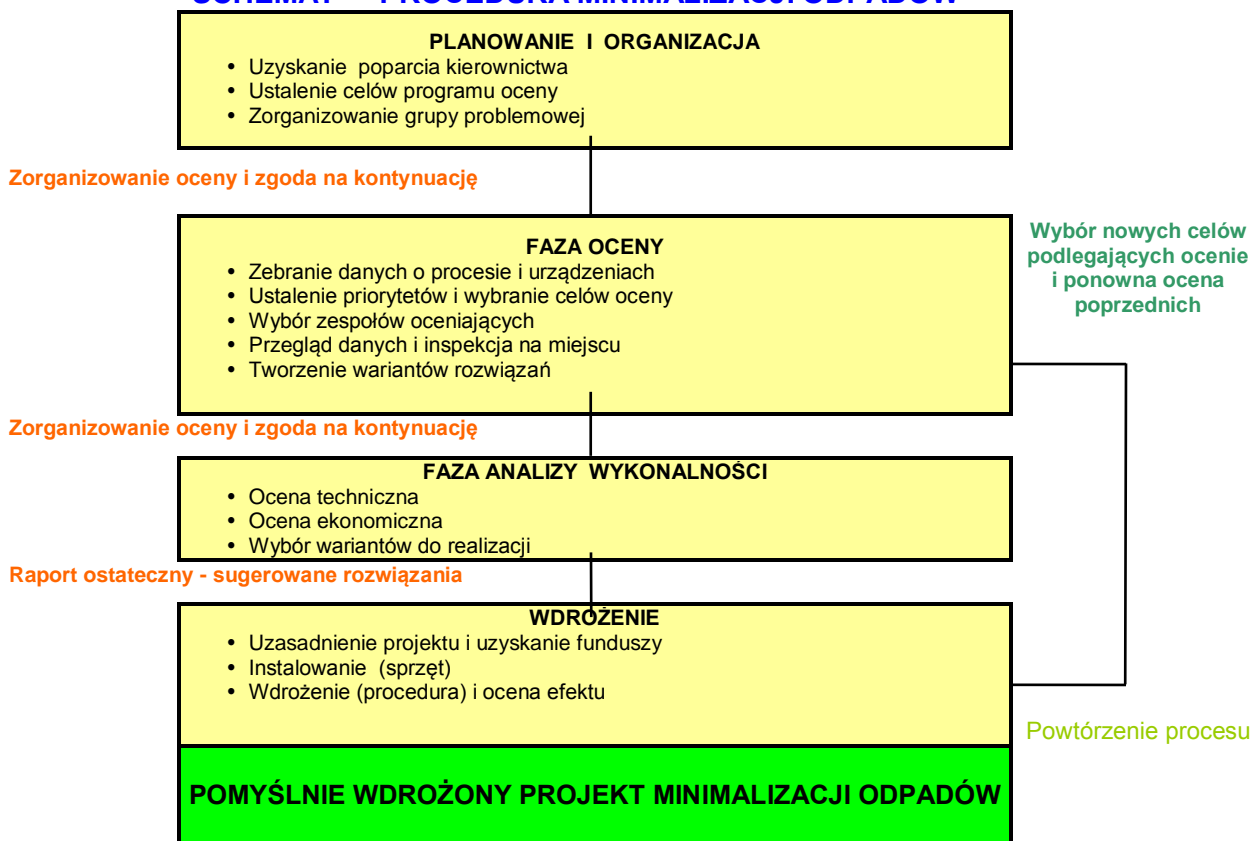 SCHEMAT - PROCEDURA MINIMALIZACJI ODPADÓW
PLANOWANIE I ORGANIZACJA
• Uzyskanie poparcia kierownictwa
• Ustalenie celów programu oceny
• Zorganizowanie grupy problemowej
Zorganizowanie oceny i zgoda na kontynuację
FAZA OCENY
• Zebranie danych o procesie i urządzeniach
• Ustalenie priorytetów i wybranie celów oceny
• Wybór zespołów oceniających
• Przegląd danych i inspekcja na miejscu
• Tworzenie wariantów rozwiązań
Wybór nowych celów
podlegających ocenie
i ponowna ocena
poprzednich
Zorganizowanie oceny i zgoda na kontynuację
FAZA ANALIZY WYKONALNOŚCI
• Ocena techniczna
• Ocena ekonomiczna
• Wybór wariantów do realizacji
Raport ostateczny - sugerowane rozwiązania
WDROŻENIE
• Uzasadnienie projektu i uzyskanie funduszy
• Instalowanie (sprzęt)
• Wdrożenie (procedura) i ocena efektu
Powtórzenie procesu
POMYŚLNIE WDROŻONY PROJEKT MINIMALIZACJI ODPADÓW